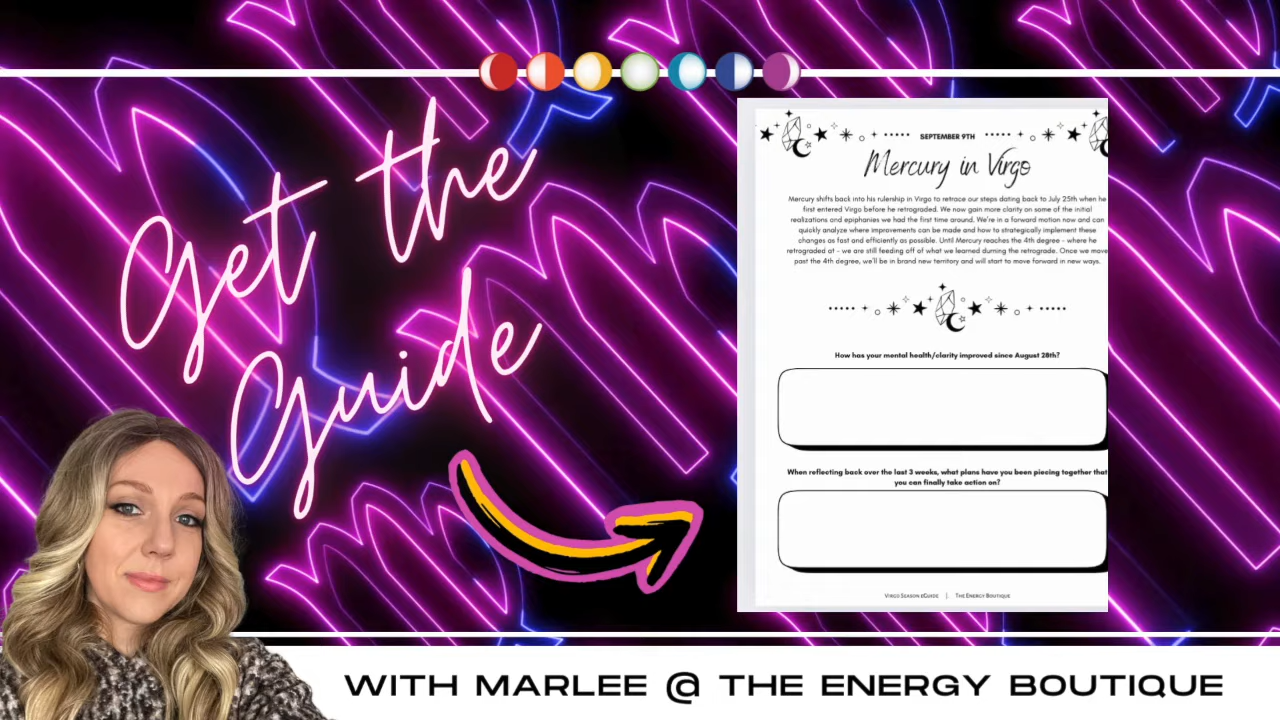 Get the
Guide
SEPTEMBER 9TH
Mercury in Virgo
Mercury shifts back into his rulership in Virgo to retrace our steps dating back to July 25th when he
first entered Virgo before he retrograded. We now gain more clarity on some of the initial
realizations and epiphanies we had the first time around. We're in a forward motion now and can
quickly analyze where improvements can be made and how to strategically implement these
changes as fast and efficiently as possible. Until Mercury reaches the 4th degree - where he
retrograded at - we are still feeding off of what we learned durning the retrograde. Once we move
past the 4th degree, we'll be in brand new territory and will start to move forward in new ways.
How has your mental health/clarity improved since August 28th?
When reflecting back over the last 3 weeks, what plans have you been piecing together that
you can finally take action on?
VIRGO SEASON EGUIDE | THE ENERGY BOUTIQUE
WITH MARLEE @ THE ENERGY BOUTIQUE